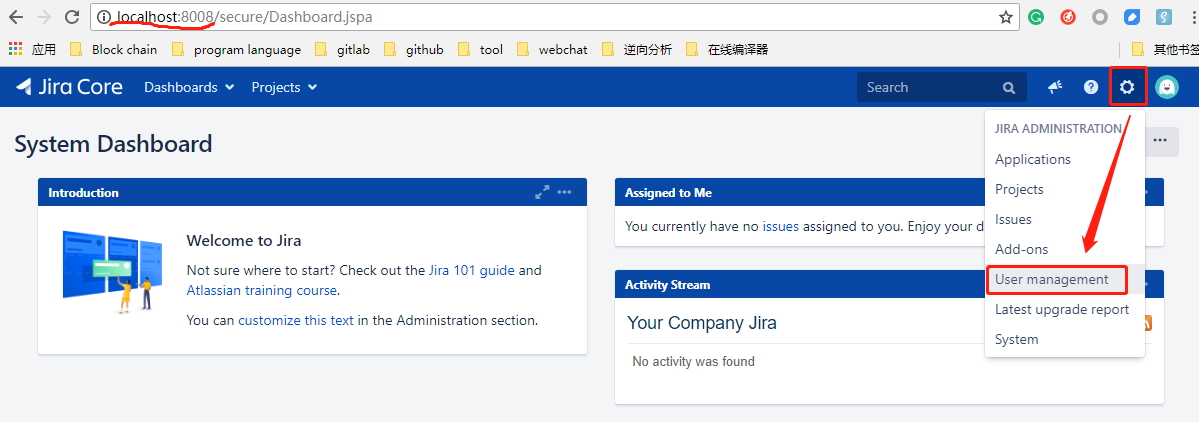 localhost:8008/secure/Dashboard.jspa
应用 Block chain program language gitlab github tool webchat 逆向分析 在线编译器 其他书签
Jira Core Dashboards Projects Search
JIRA ADMINISTRATION
System Dashboard
Applications
Projects
Issues
Add-ons
User management
Latest upgrade report
System
Introduction
Welcome to Jira
Not sure where to start? Check out the Jira 101 guide and
Atlassian training course.
You can customize this text in the Administration section.
Assigned to Me
You currently have no issues assigned to you. Enjoy your d
Activity Stream
Your Company Jira
No activity was found